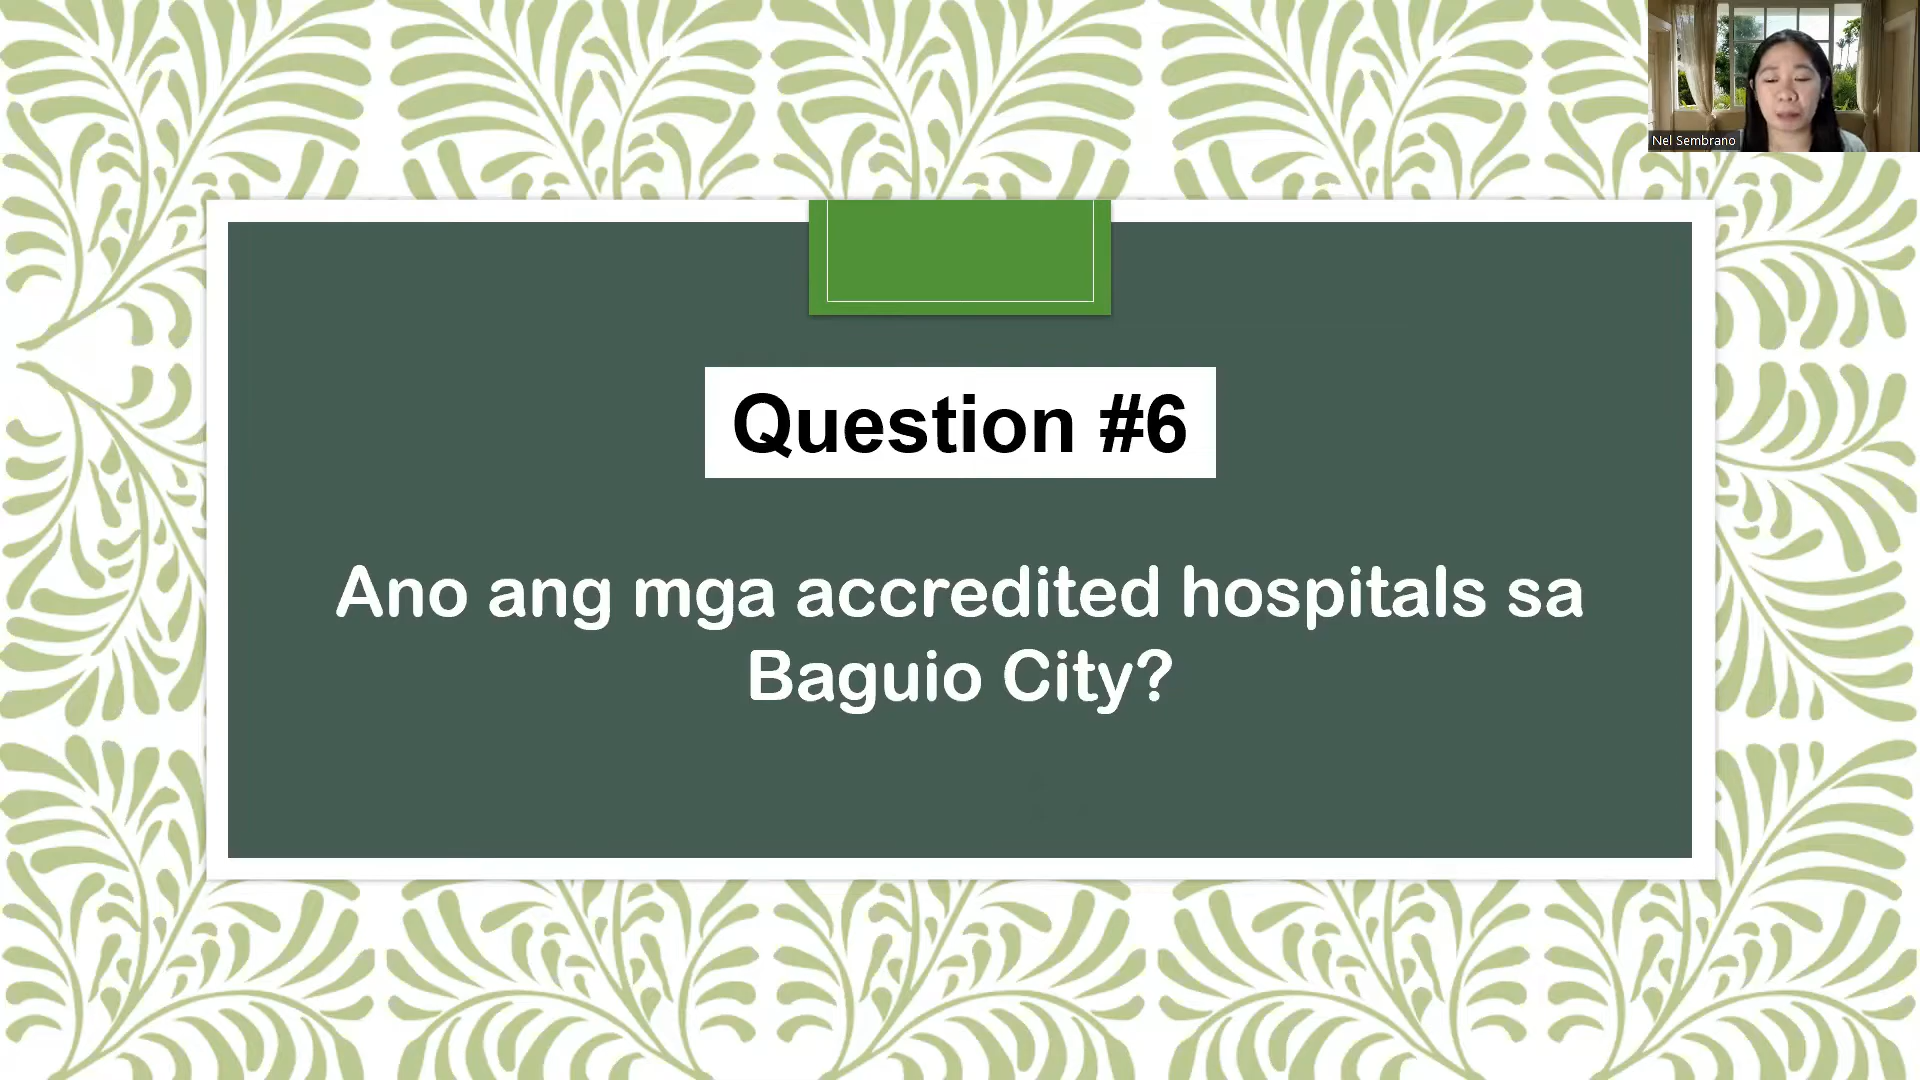 Nel Sembrano
Question #6
Ano ang mga accredited hospitals sa
Baguio City?